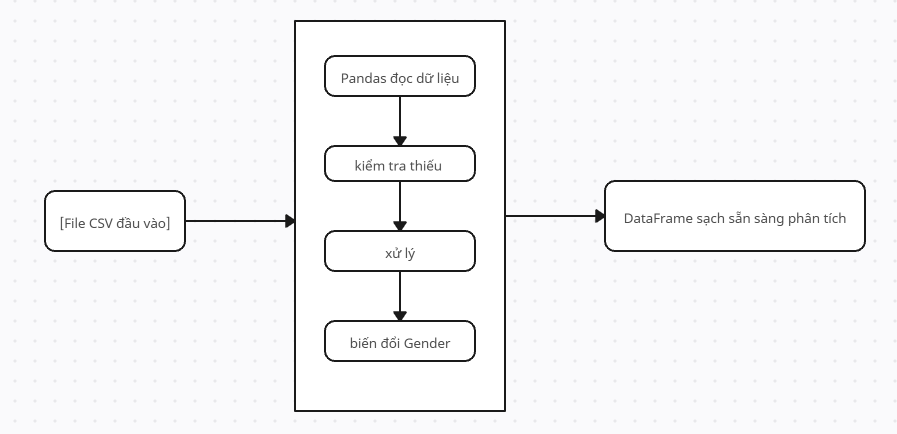 [File CSV đầu vào]
Pandas đọc dữ liệu
kiểm tra thiếu
xử lý
biến đổi Gender
DataFrame sạch sẵn sàng phân tích